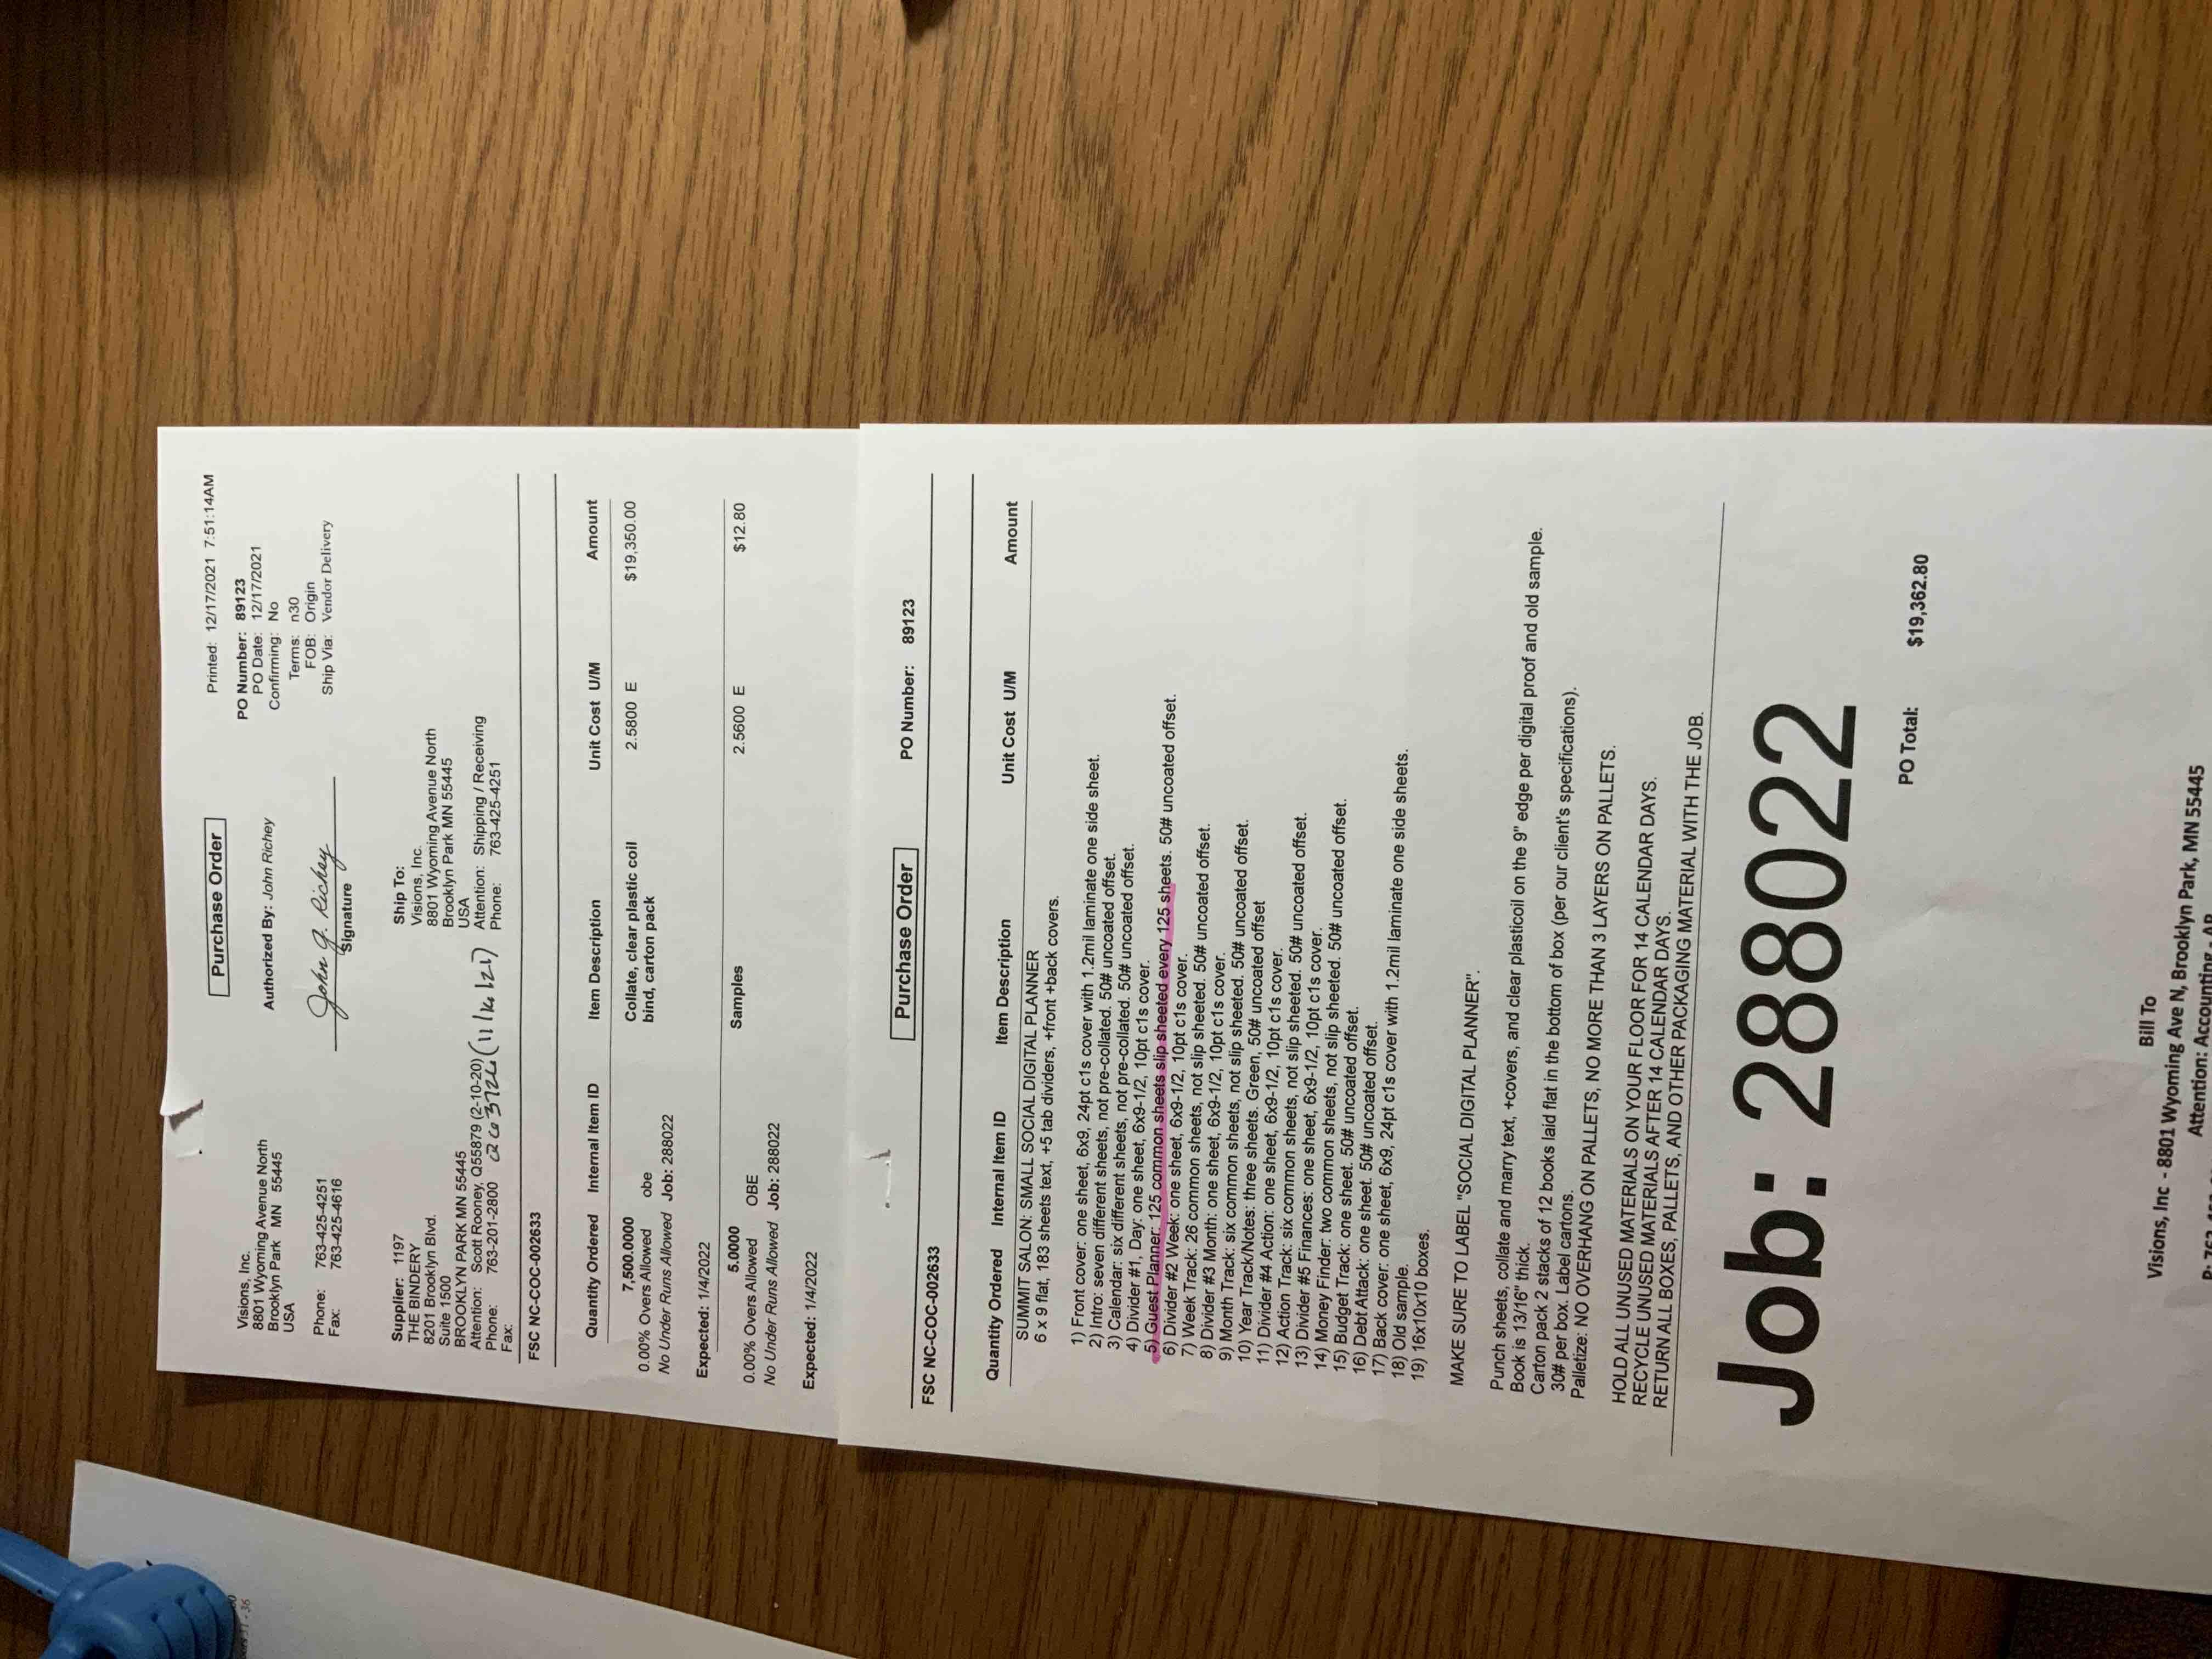 Purchase Order
Printed: 12/17/2021 7:51:14AM
Visions, Inc.
8801 Wyoming Avenue North
Brooklyn Park MN 55445
USA
Phone: 763-425-4251
Fax: 763-425-4616
Authorized By: John Richey
John J. Richey
Signature
PO Number: 89123
PO Date: 12/17/2021
Confirming: No
Terms: n30
FOB: Origin
Ship Via: Vendor Delivery
Supplier: 1197
THE BINDERY
8201 Brooklyn Blvd.
Suite 1500
BROOKLYN PARK MN 55445
Attention: Scott Rooney, Q55879 (2-10-20)
Phone: 763-201-2800
Fax:
Ship To:
Visions, Inc.
8801 Wyoming Avenue North
Brooklyn Park MN 55445
USA
Attention: Shipping / Receiving
Phone: 763-425-4251
FSC NC-COC-002633
Quantity Ordered Internal Item ID Item Description Unit Cost U/M Amount
7,500.0000 obe Collate, clear plastic coil 2.5800 E $19,350.00
0.00% Overs Allowed bind, carton pack
No Under Runs Allowed Job: 288022
Expected: 1/4/2022
5.0000 OBE Samples 2.5600 E $12.80
0.00% Overs Allowed
No Under Runs Allowed Job: 288022
Expected: 1/4/2022
Purchase Order
PO Number: 89123
FSC NC-COC-002633
Quantity Ordered Internal Item ID Item Description Unit Cost U/M Amount
SUMMIT SALON: SMALL SOCIAL DIGITAL PLANNER
6 x 9 flat, 183 sheets text, +5 tab dividers, +front +back covers.
1) Front cover: one sheet, 6x9, 24pt c1s cover with 1.2mil laminate one side sheet.
2) Intro: seven different sheets, not pre-collated. 50# uncoated offset.
3) Calendar: six different sheets, not pre-collated. 50# uncoated offset.
4) Divider #1, Day: one sheet, 6x9-1/2, 10pt c1s cover.
5) Guest Planner: 125 common sheets slip sheeted every 125 sheets. 50# uncoated offset.
6) Divider #2 Week: one sheet, 6x9-1/2, 10pt c1s cover.
7) Week Track: 26 common sheets, not slip sheeted. 50# uncoated offset.
8) Divider #3 Month: one sheet, 6x9-1/2, 10pt c1s cover.
9) Month Track: six common sheets, not slip sheeted. 50# uncoated offset.
10) Year Track/Notes: three sheets. Green, 50# uncoated offset
11) Divider #4 Action: one sheet, 6x9-1/2, 10pt c1s cover.
12) Action Track: six common sheets, not slip sheeted. 50# uncoated offset.
13) Divider #5 Finances: one sheet, 6x9-1/2, 10pt c1s cover.
14) Money Finder: two common sheets, not slip sheeted. 50# uncoated offset.
15) Budget Track: one sheet. 50# uncoated offset.
16) Debt Attack: one sheet. 50# uncoated offset.
17) Back cover: one sheet, 6x9, 24pt c1s cover with 1.2mil laminate one side sheets.
18) Old sample.
19) 16x10x10 boxes.
MAKE SURE TO LABEL "SOCIAL DIGITAL PLANNER".
Punch sheets, collate and marry text, +covers, and clear plasticoil on the 9" edge per digital proof and old sample.
Book is 13/16" thick.
Carton pack 2 stacks of 12 books laid flat in the bottom of box (per our client's specifications).
30# per box. Label cartons.
Palletize: NO OVERHANG ON PALLETS, NO MORE THAN 3 LAYERS ON PALLETS.
HOLD ALL UNUSED MATERIALS ON YOUR FLOOR FOR 14 CALENDAR DAYS.
RECYCLE UNUSED MATERIALS AFTER 14 CALENDAR DAYS.
RETURN ALL BOXES, PALLETS, AND OTHER PACKAGING MATERIAL WITH THE JOB.
Job: 288022
PO Total: $19,362.80
Bill To
Visions, Inc - 8801 Wyoming Ave N, Brooklyn Park, MN 55445
Attention: Accounting